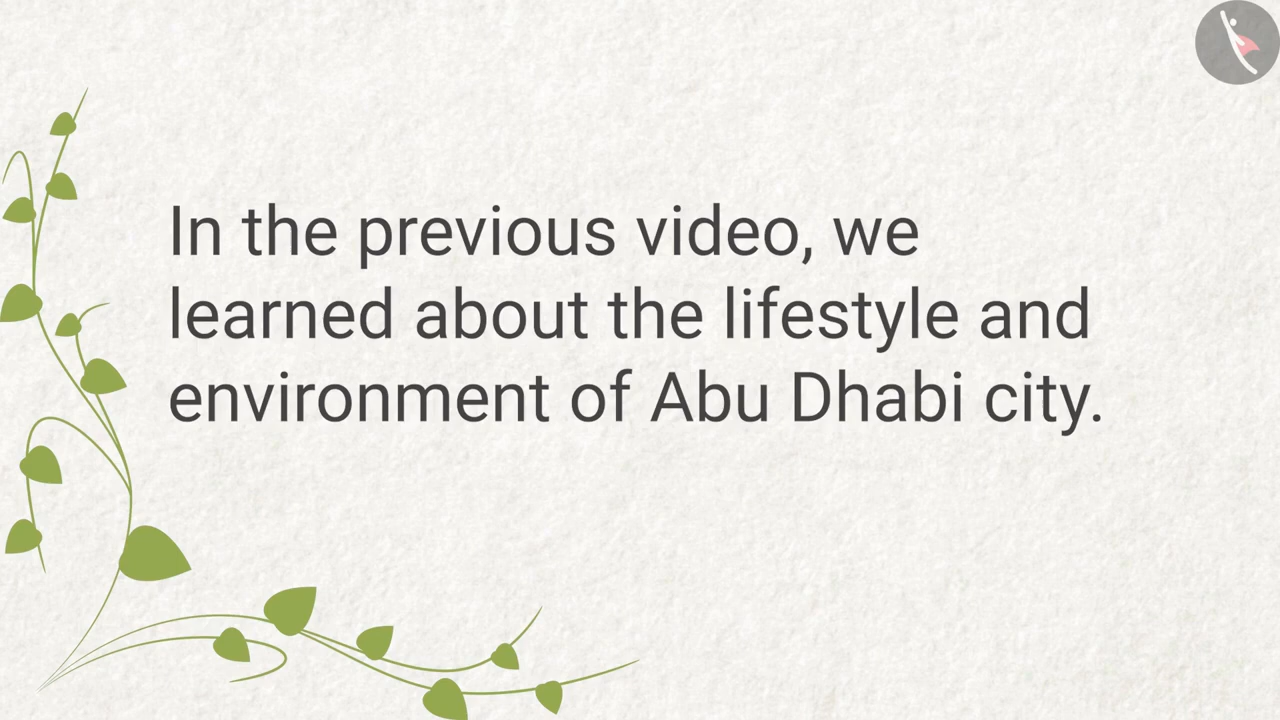 In the previous video, we
learned about the lifestyle and
environment of Abu Dhabi city.